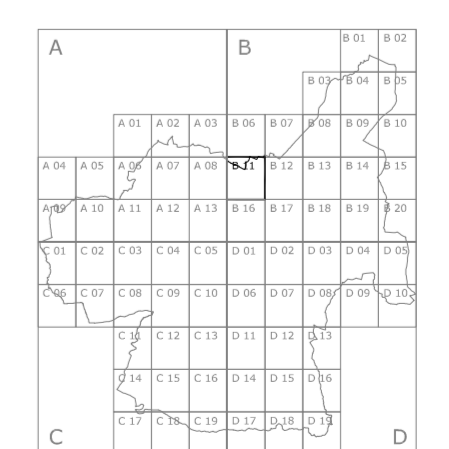 B 01 B 02
A B
B 03 B 04 B 05
A 01 A 02 A 03 B 06 B 07 B 08 B 09 B 10
A 04 A 05 A 06 A 07 A 08 B 11 B 12 B 13 B 14 B 15
A 09 A 10 A 11 A 12 A 13 B 16 B 17 B 18 B 19 B 20
C 01 C 02 C 03 C 04 C 05 D 01 D 02 D 03 D 04 D 05
C 06 C 07 C 08 C 09 C 10 D 06 D 07 D 08 D 09 D 10
C 11 C 12 C 13 D 11 D 12 D 13
C 14 C 15 C 16 D 14 D 15 D 16
C 17 C 18 C 19 D 17 D 18 D 19
C D